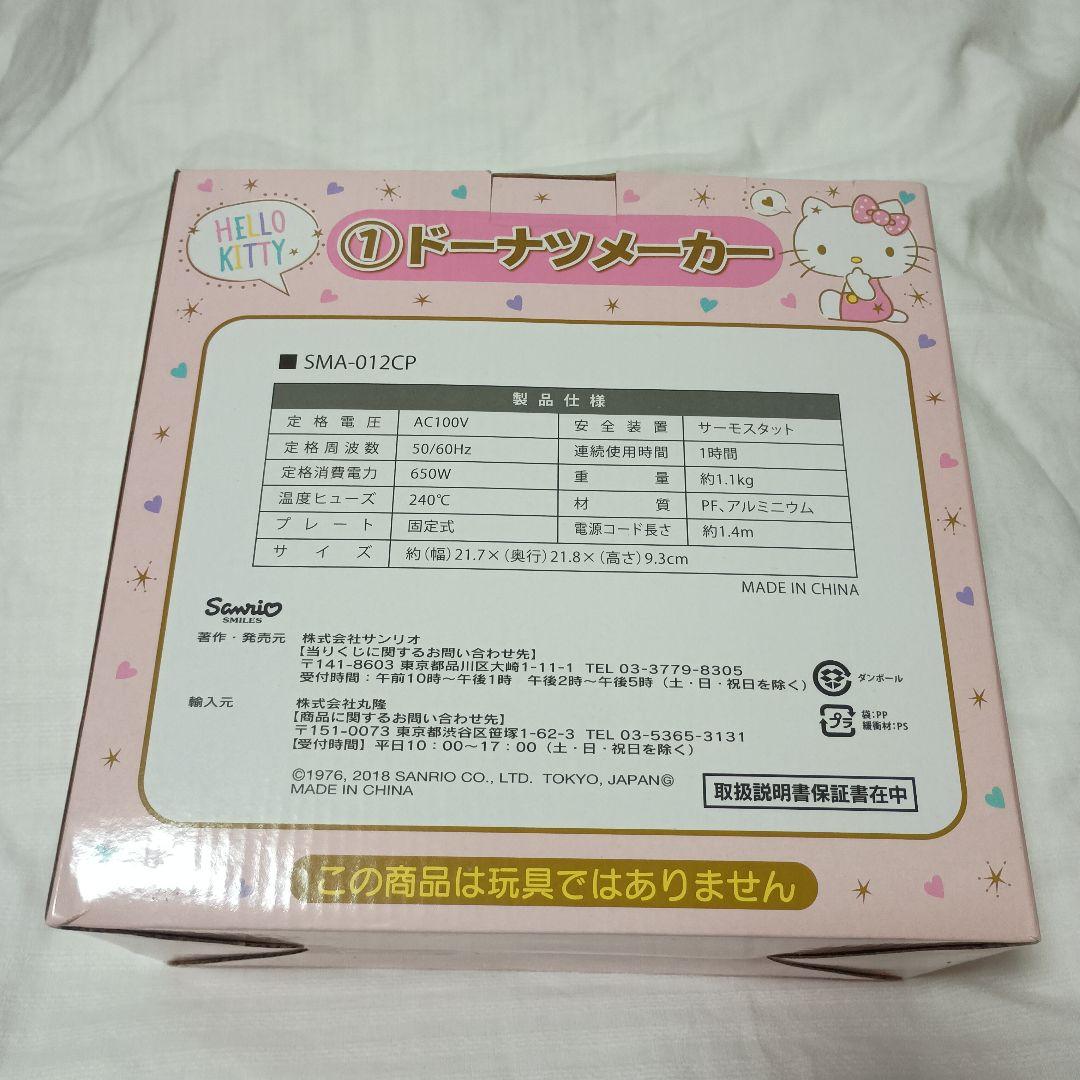 HELLO
KITTY
①ドーナツメーカー
■ SMA-012CP
製品仕様
定格電圧 AC100V 安全装置 サーモスタット
定格周波数 50/60Hz 連続使用時間 1時間
定格消費電力 650W 重量 約1.1kg
温度ヒューズ 240℃ 材質 PF、アルミニウム
プレート 固定式 電源コード長さ 約1.4m
サイズ 約(幅)21.7×(奥行)21.8×(高さ)9.3cm
MADE IN CHINA
Sanrio
SMILES
著作・発売元 株式会社サンリオ
【当りくじに関するお問い合わせ先】
〒141-8603 東京都品川区大崎1-11-1 TEL 03-3779-8305
受付時間：午前10時～午後1時 午後2時～午後5時（土・日・祝日を除く）
ダンボール
輸入元 株式会社丸隆
【商品に関するお問い合わせ先】
〒151-0073 東京都渋谷区笹塚1-62-3 TEL 03-5365-3131
【受付時間】平日10：00～17：00（土・日・祝日を除く）
プラ
袋:PP
緩衝材:PS
©1976, 2018 SANRIO CO., LTD. TOKYO, JAPAN Ⓖ
MADE IN CHINA
取扱説明書保証書在中
この商品は玩具ではありません